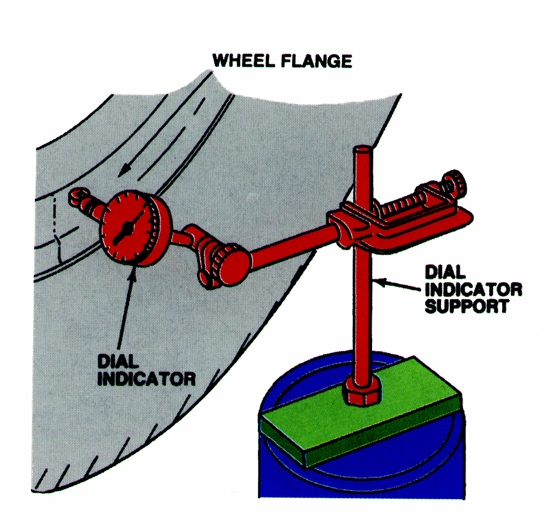 WHEEL FLANGE
DIAL
INDICATOR
SUPPORT
DIAL
INDICATOR